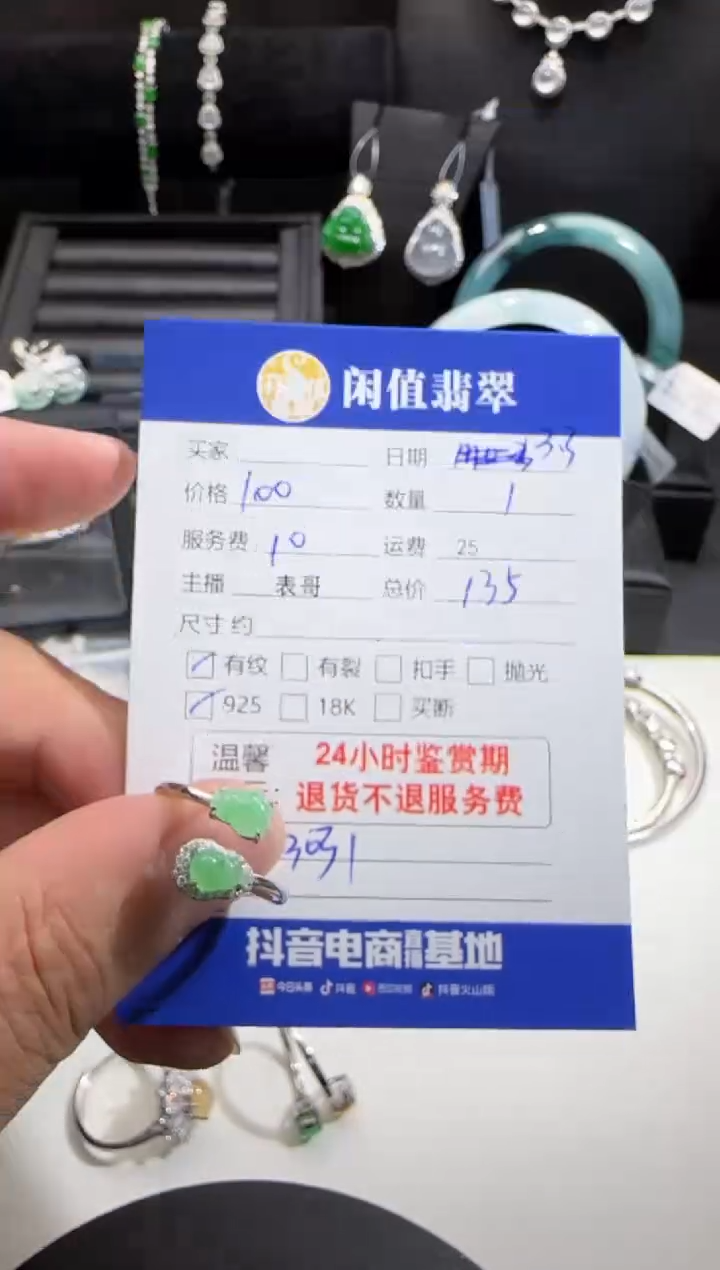 闲值翡翠
买家 日期 33
价格 100 数量 1
服务费 10 运费 25
主播 表哥 总价 135
尺寸约
有纹 有裂 扣手 抛光
925 18K 买断
温馨 24小时鉴赏期
退货不退服务费
抖音电商直播基地
今日头条 抖音 西瓜视频 抖音火山版